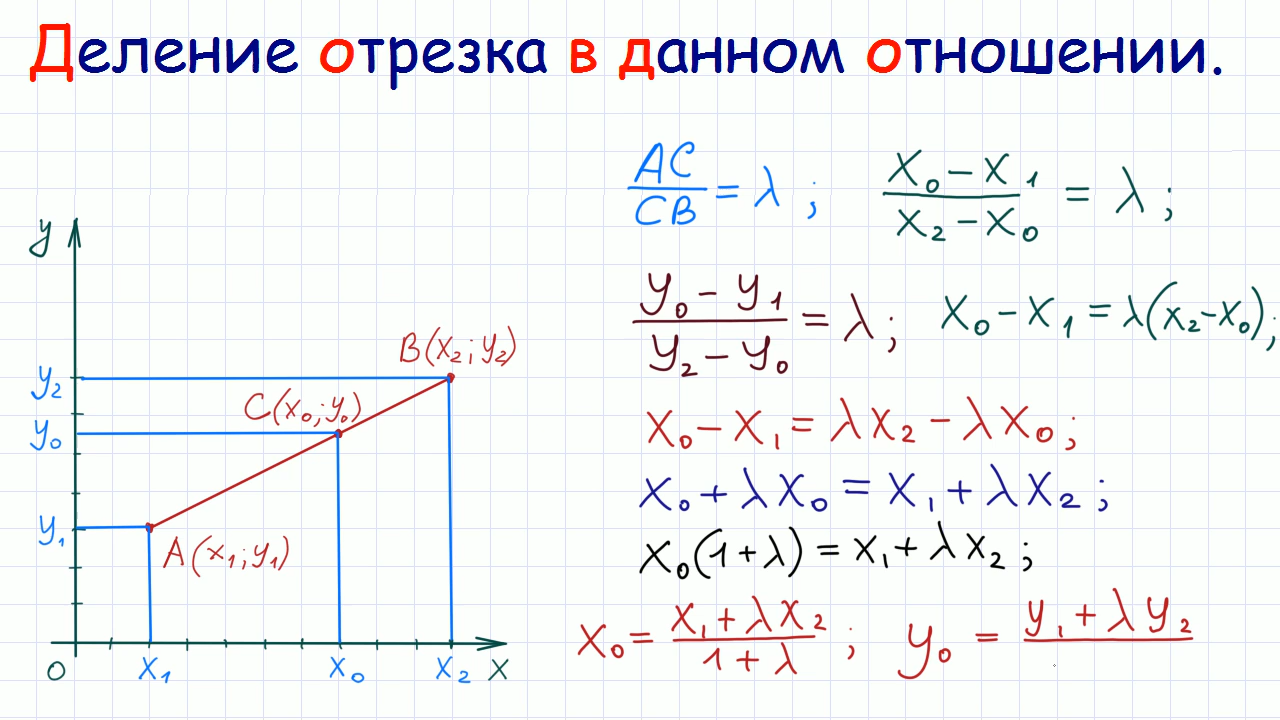 Деление отрезка в данном отношении.
AC/CB = λ ; (x₀ – x₁)/(x₂ – x₀) = λ ;
(y₀ – y₁)/(y₂ – y₀) = λ ; x₀ – x₁ = λ(x₂ – x₀) ;
x₀ – x₁ = λx₂ – λx₀ ;
x₀ + λx₀ = x₁ + λx₂ ;
x₀(1 + λ) = x₁ + λx₂ ;
x₀ = (x₁ + λx₂)/(1 + λ) ; y₀ = (y₁ + λy₂)/
y
B(x₂; y₂)
y₂
C(x₀; y₀)
y₀
y₁
A(x₁; y₁)
O x₁ x₀ x₂ x